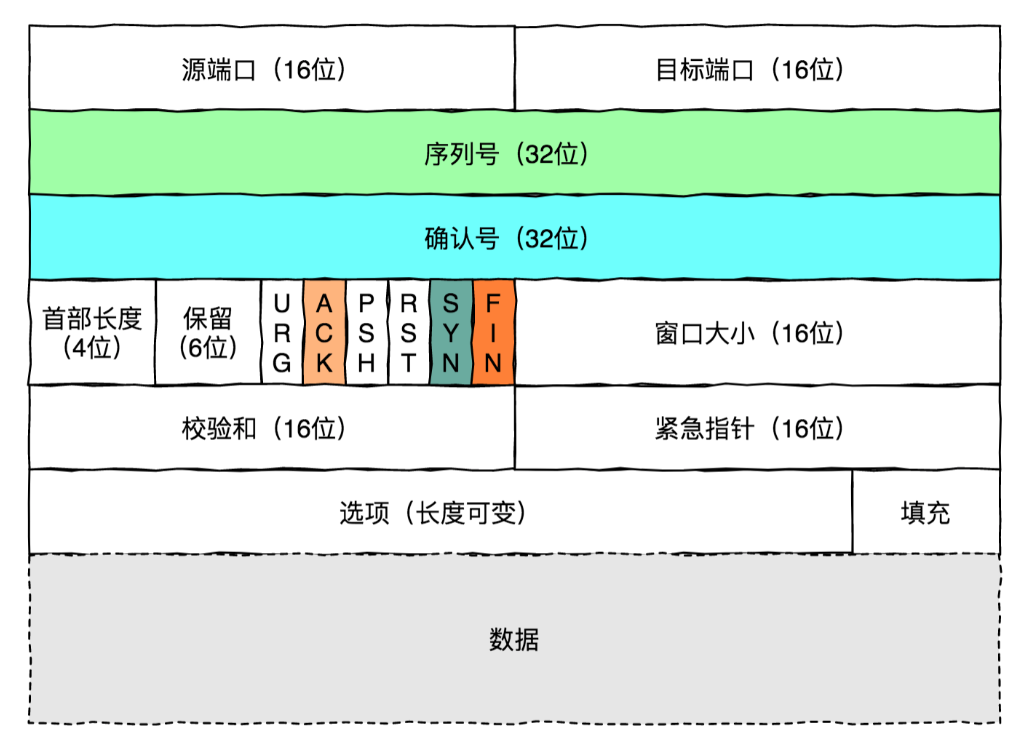 源端口（16位）
目标端口（16位）
序列号（32位）
确认号（32位）
首部长度
（4位）
保留
（6位）
URG
ACK
PSH
RST
SYN
FIN
窗口大小（16位）
校验和（16位）
紧急指针（16位）
选项（长度可变）
填充
数据